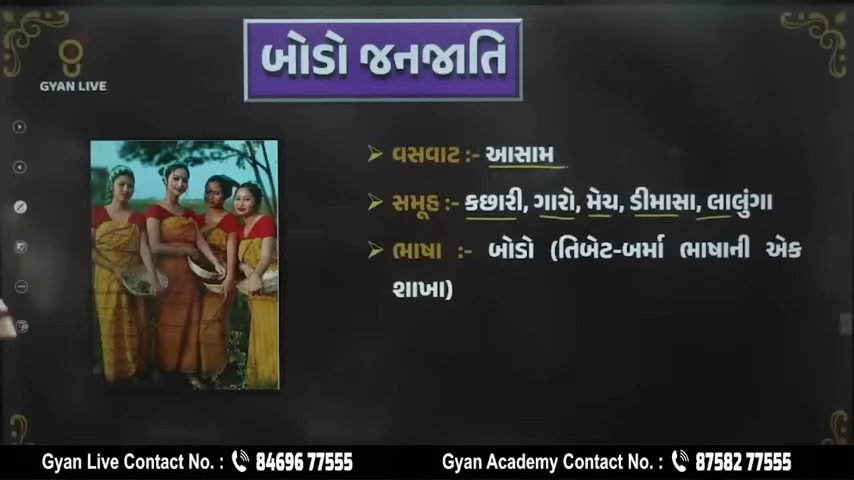 બોડો જનજાતિ
GYAN LIVE
વસવાટ :- આસામ
સમૂહ :- કછારી, ગારો, મેચ, ડીમાસા, લાલુંગા
ભાષા :- બોડો (તિબેટ-બર્મા ભાષાની એક
શાખા)
Gyan Live Contact No. : 84696 77555
Gyan Academy Contact No. : 87582 77555